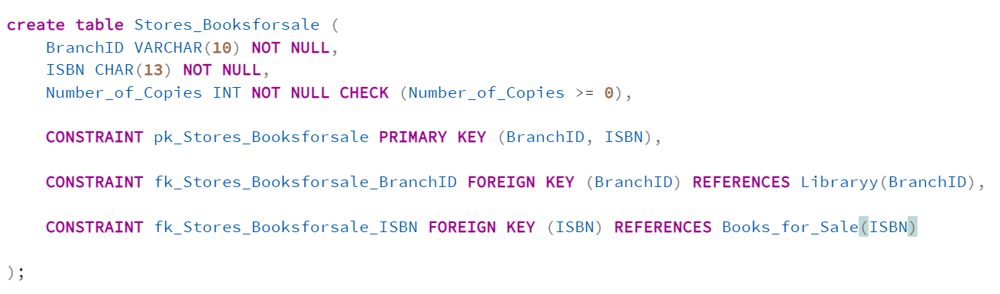 create table Stores_Booksforsale (
BranchID VARCHAR(10) NOT NULL,
ISBN CHAR(13) NOT NULL,
Number_of_Copies INT NOT NULL CHECK (Number_of_Copies >= 0),
CONSTRAINT pk_Stores_Booksforsale PRIMARY KEY (BranchID, ISBN),
CONSTRAINT fk_Stores_Booksforsale_BranchID FOREIGN KEY (BranchID) REFERENCES Libraryy(BranchID),
CONSTRAINT fk_Stores_Booksforsale_ISBN FOREIGN KEY (ISBN) REFERENCES Books_for_Sale(ISBN)
);